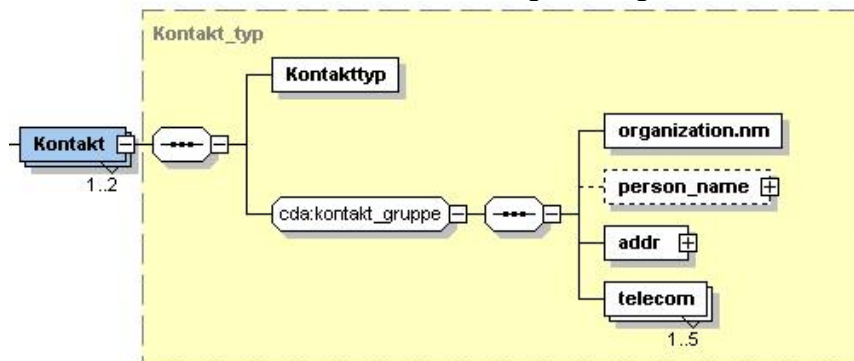 Kontakt_typ
Kontakttyp
Kontakt
1..2
cda:kontakt_gruppe
organization.nm
person_name
addr
telecom
1..5